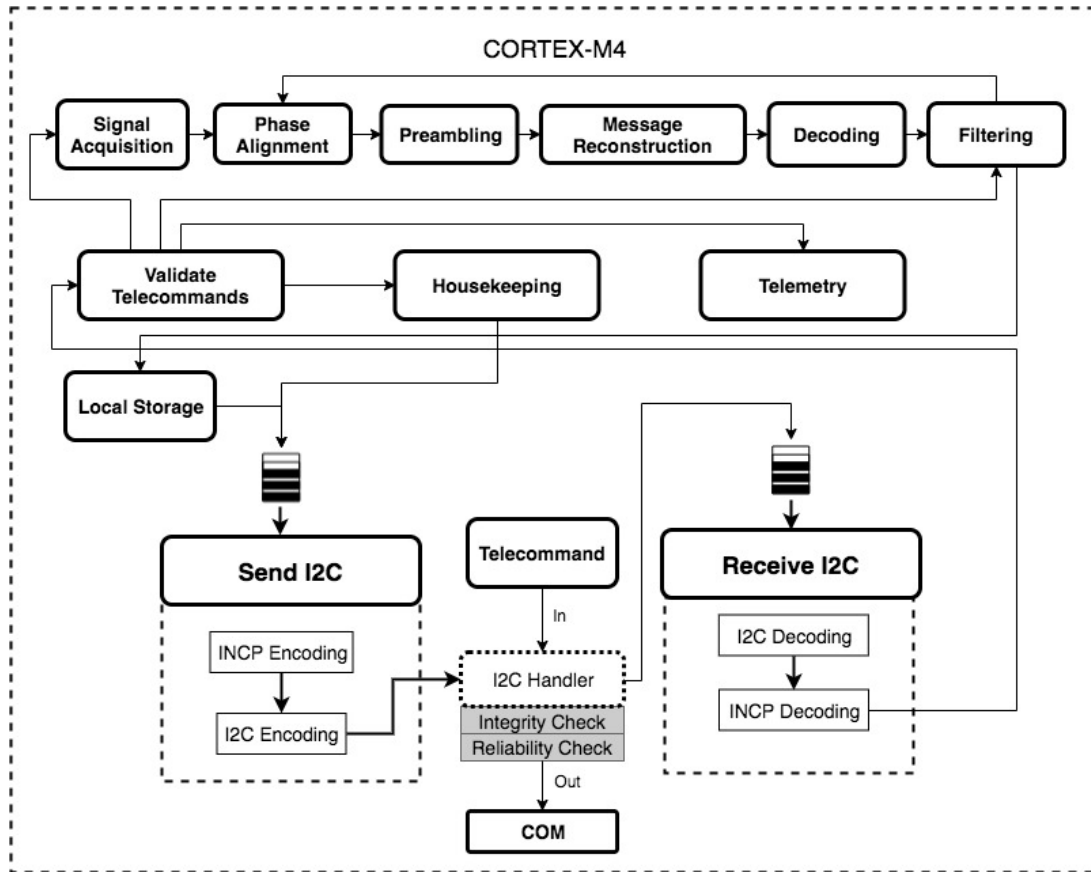 CORTEX-M4
Signal
Acquisition
Phase
Alignment
Preambling
Message
Reconstruction
Decoding
Filtering
Validate
Telecommands
Housekeeping
Telemetry
Local Storage
Send I2C
INCP Encoding
I2C Encoding
Telecommand
In
I2C Handler
Integrity Check
Reliability Check
Out
COM
Receive I2C
I2C Decoding
INCP Decoding